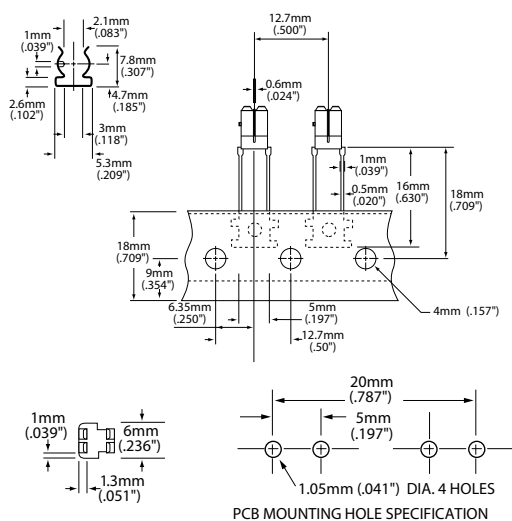 2.1mm
(.083")
1mm
(.039")
7.8mm
(.307")
2.6mm
(.102")
4.7mm
(.185")
3mm
(.118")
5.3mm
(.209")
12.7mm
(.500")
0.6mm
(.024")
1mm
(.039")
0.5mm
(.020")
16mm
(.630")
18mm
(.709")
18mm
(.709")
9mm
(.354")
6.35mm
(.250")
5mm
(.197")
12.7mm
(.50")
4mm (.157")
1mm
(.039")
6mm
(.236")
1.3mm
(.051")
20mm
(.787")
5mm
(.197")
1.05mm (.041") DIA. 4 HOLES
PCB MOUNTING HOLE SPECIFICATION